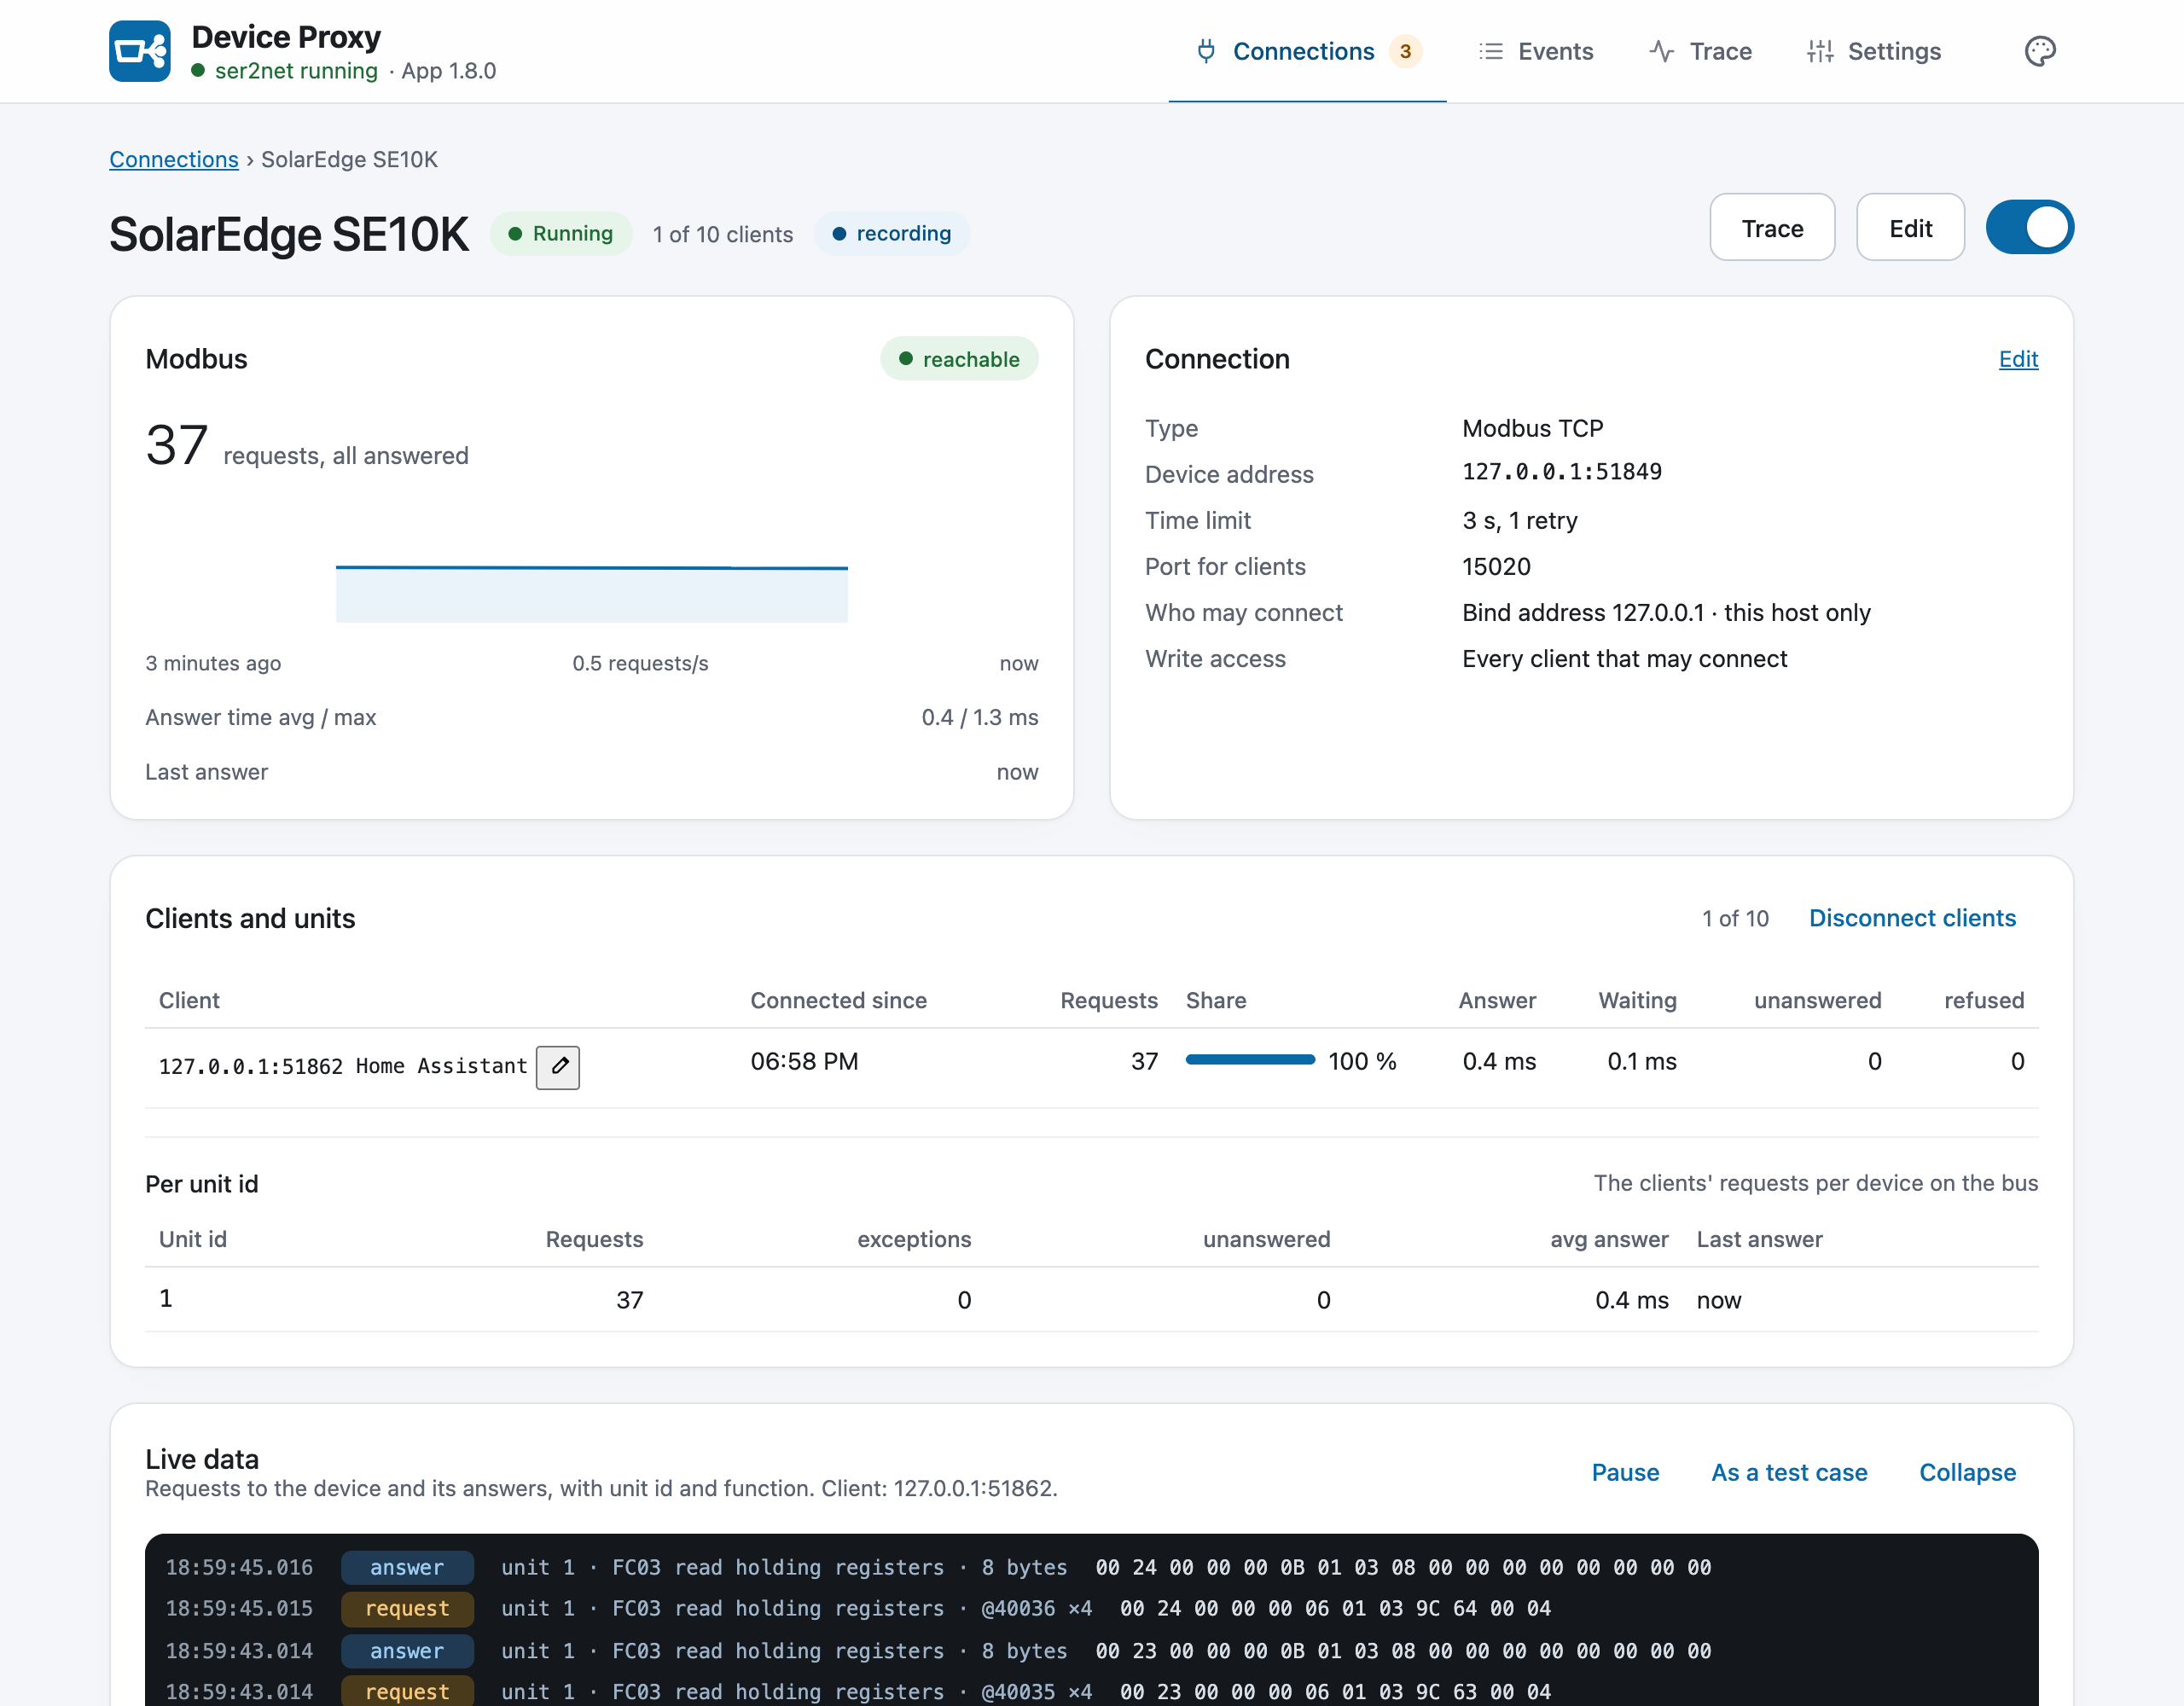 Device Proxy
ser2net running · App 1.8.0
Connections 3
Events
Trace
Settings
Connections › SolarEdge SE10K
SolarEdge SE10K
Running
1 of 10 clients
recording
Trace
Edit
Modbus
reachable
37 requests, all answered
3 minutes ago
0.5 requests/s
now
Answer time avg / max
0.4 / 1.3 ms
Last answer
now
Connection
Edit
Type
Modbus TCP
Device address
127.0.0.1:51849
Time limit
3 s, 1 retry
Port for clients
15020
Who may connect
Bind address 127.0.0.1 · this host only
Write access
Every client that may connect
Clients and units
1 of 10
Disconnect clients
Client Connected since Requests Share Answer Waiting unanswered refused
127.0.0.1:51862 Home Assistant 06:58 PM 37 100 % 0.4 ms 0.1 ms 0 0
Per unit id
The clients' requests per device on the bus
Unit id Requests exceptions unanswered avg answer Last answer
1 37 0 0 0.4 ms now
Live data
Requests to the device and its answers, with unit id and function. Client: 127.0.0.1:51862.
Pause
As a test case
Collapse
18:59:45.016 answer unit 1 · FC03 read holding registers · 8 bytes 00 24 00 00 00 0B 01 03 08 00 00 00 00 00 00 00 00
18:59:45.015 request unit 1 · FC03 read holding registers · @40036 ×4 00 24 00 00 00 06 01 03 9C 64 00 04
18:59:43.014 answer unit 1 · FC03 read holding registers · 8 bytes 00 23 00 00 00 0B 01 03 08 00 00 00 00 00 00 00 00
18:59:43.014 request unit 1 · FC03 read holding registers · @40035 ×4 00 23 00 00 00 06 01 03 9C 63 00 04